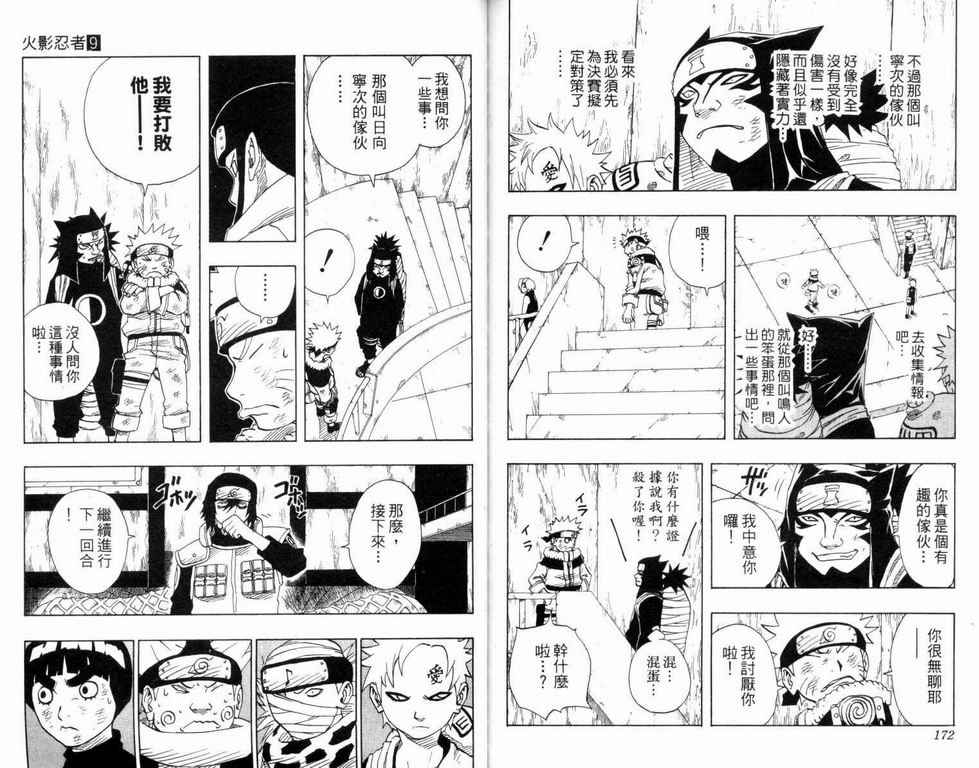 不過那個叫
寧次的傢伙
……
好像完全
沒有受到
傷害一樣，
而且似乎還
隱藏著實力…
看來
我必須先
為決賽擬
定對策了
愛
去收集情報
吧…
好……
就從那個叫鳴人
的笨蛋那裡，問
出一些事情吧…
喂…！
！
你真是個有
趣的傢伙…
我中意你
囉！
你很無聊耶
——
我討厭你
啦！
你有什麼證
據說我啊？
殺了你喔！
混…
混蛋…
幹什麼
啦…？
172
火影忍者9
我想問你
一些事…
那個叫日向
寧次的傢伙
！
……
我要打敗
他——！
沒人問你
這種事情
啦…
那麼，
接下來…
ゴホッ
ゴホッ
繼續進行
下一回合
！
愛